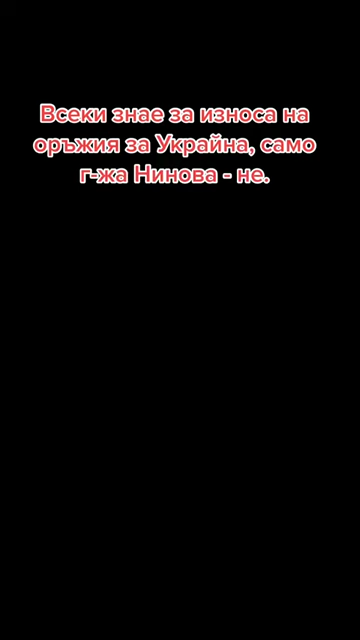 Всеки знае за износа на
оръжия за Украйна, само
г-жа Нинова - не.